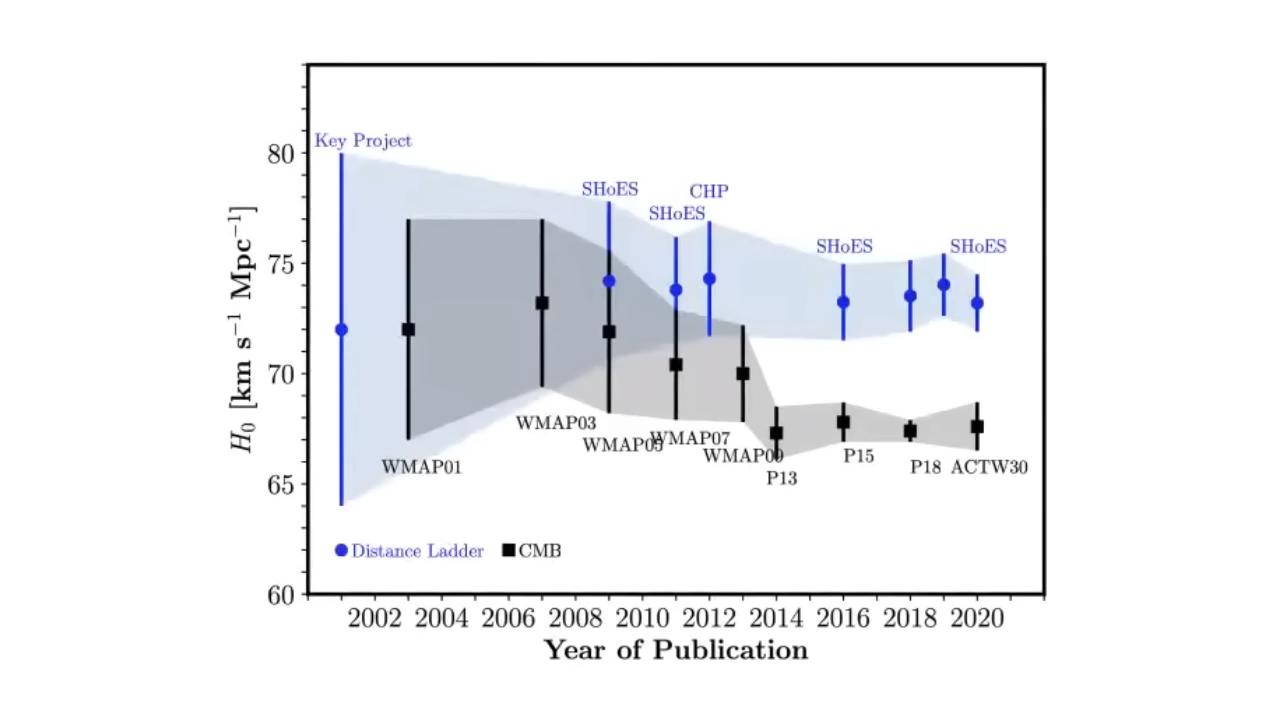 Key Project
80
SHoES
CHP
SHoES
SHoES
SHoES
75
H₀ [km s⁻¹ Mpc⁻¹]
70
WMAP03
WMAP05
WMAP07
WMAP09
P15
WMAP01
P18
ACTW30
P13
65
Distance Ladder
CMB
60
2002 2004 2006 2008 2010 2012 2014 2016 2018 2020
Year of Publication